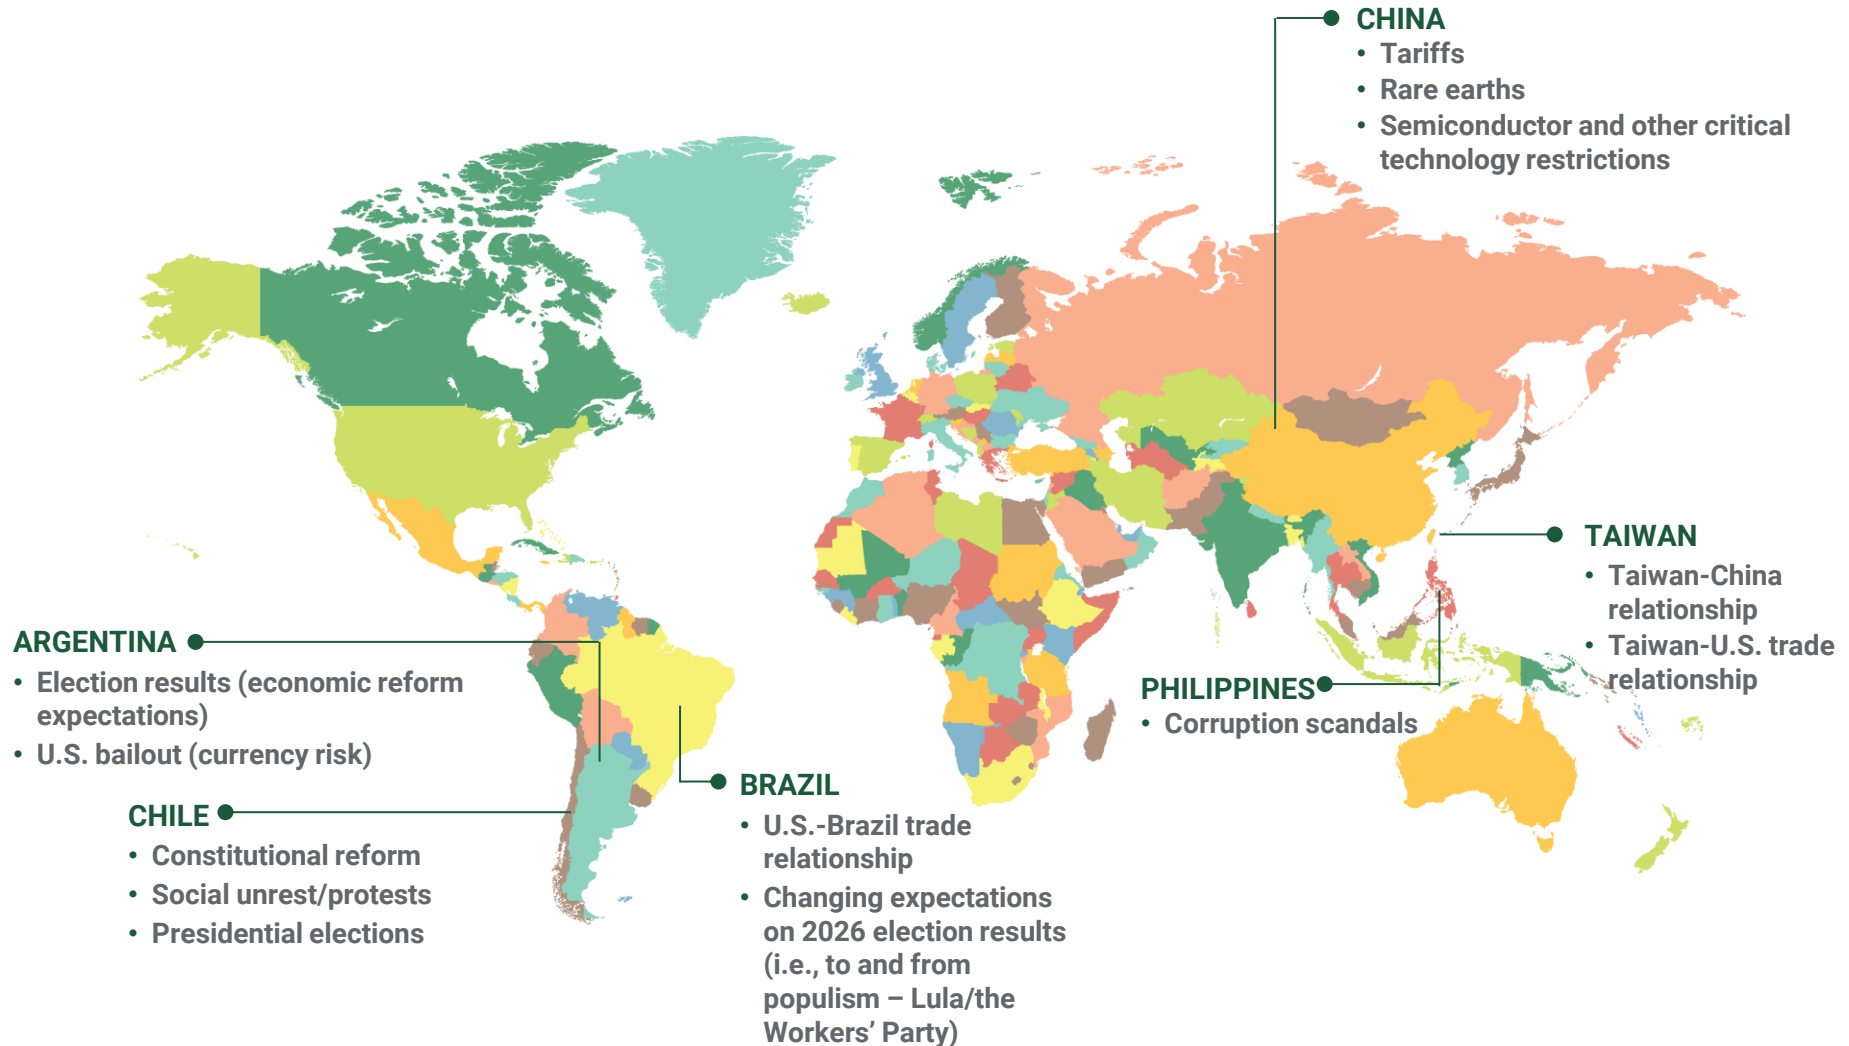 CHINA
• Tariffs
• Rare earths
• Semiconductor and other critical
technology restrictions
TAIWAN
• Taiwan-China
relationship
• Taiwan-U.S. trade
relationship
ARGENTINA
• Election results (economic reform
expectations)
• U.S. bailout (currency risk)
PHILIPPINES
• Corruption scandals
CHILE
• Constitutional reform
• Social unrest/protests
• Presidential elections
BRAZIL
• U.S.-Brazil trade
relationship
• Changing expectations
on 2026 election results
(i.e., to and from
populism – Lula/the
Workers’ Party)